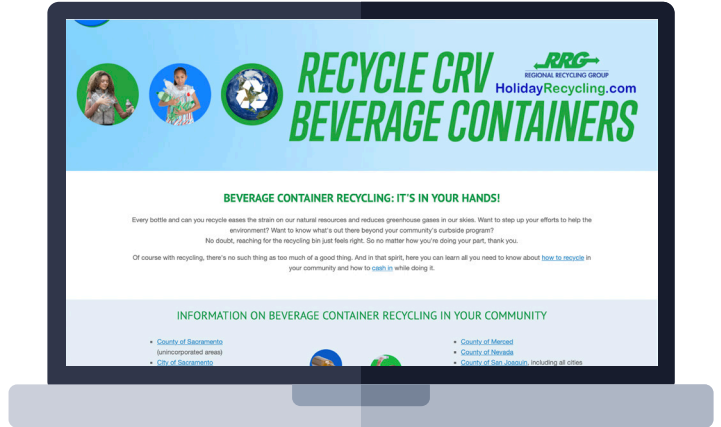 RECYCLE CRV
BEVERAGE CONTAINERS
RRG
REGIONAL RECYCLING GROUP
HolidayRecycling.com
BEVERAGE CONTAINER RECYCLING: IT'S IN YOUR HANDS!
Every bottle and can you recycle eases the strain on our natural resources and reduces greenhouse gases in our skies. Want to step up your efforts to help the
environment? Want to know what's out there beyond your community's curbside program?
No doubt, reaching for the recycling bin just feels right. So no matter how you're doing your part, thank you.
Of course with recycling, there's no such thing as too much of a good thing. And in that spirit, here you can learn all you need to know about how to recycle in
your community and how to cash in while doing it.
INFORMATION ON BEVERAGE CONTAINER RECYCLING IN YOUR COMMUNITY
County of Sacramento
(unincorporated areas)
City of Sacramento
County of Merced
County of Nevada
County of San Joaquin, including all cities